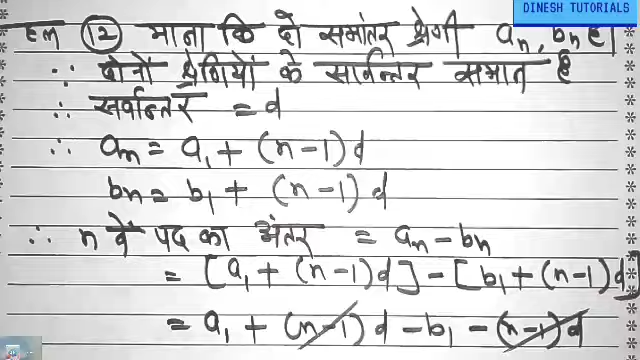 DINESH TUTORIALS
हल (12) माना कि दो समांतर श्रेणी an, bn है।
∵ दोनों श्रेणियों के सार्वान्तर समान है
∴ सर्वान्तर = d
∴ an = a₁ + (n-1)d
bn = b₁ + (n-1)d
∴ n वें पद का अंतर = an - bn
= [a₁ + (n-1)d] - [b₁ + (n-1)d]
= a₁ + (n-1)d - b₁ - (n-1)d